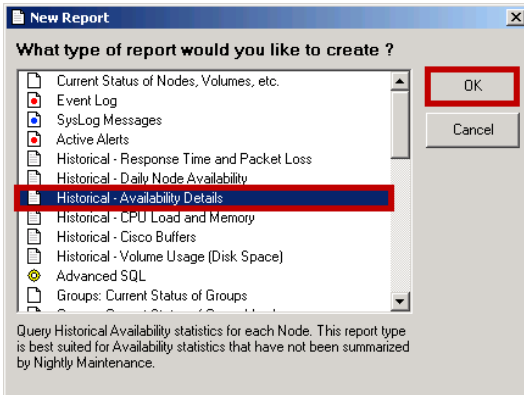 New Report
What type of report would you like to create ?
Current Status of Nodes, Volumes, etc.
Event Log
SysLog Messages
Active Alerts
Historical - Response Time and Packet Loss
Historical - Daily Node Availability
Historical - Availability Details
Historical - CPU Load and Memory
Historical - Cisco Buffers
Historical - Volume Usage (Disk Space)
Advanced SQL
Groups: Current Status of Groups
OK
Cancel
Query Historical Availability statistics for each Node. This report type
is best suited for Availability statistics that have not been summarized
by Nightly Maintenance.